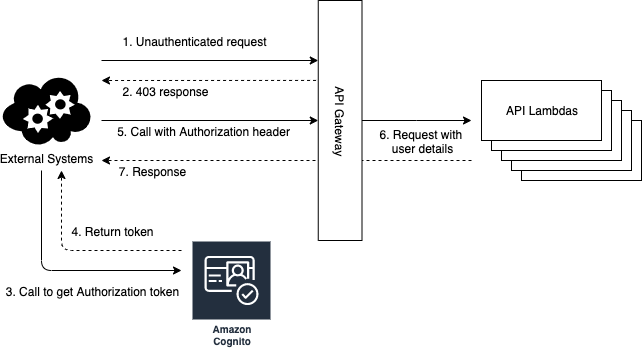 1. Unauthenticated request
2. 403 response
API Gateway
API Lambdas
5. Call with Authorization header
6. Request with
user details
External Systems
7. Response
4. Return token
3. Call to get Authorization token
Amazon
Cognito